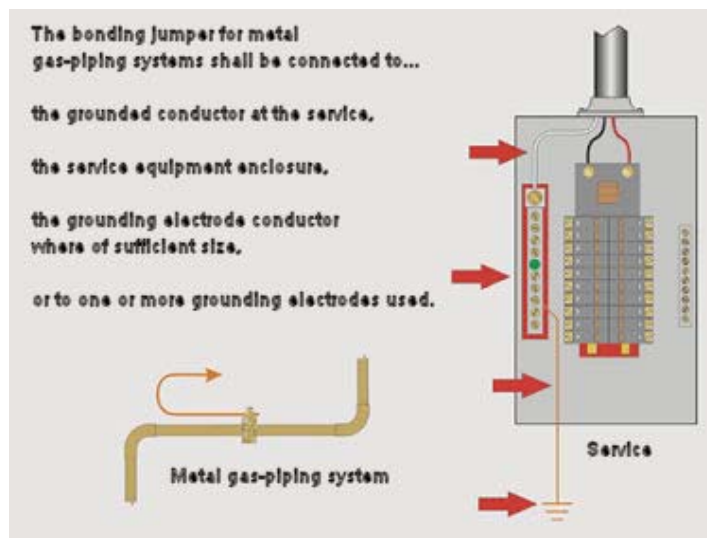 The bonding jumper for metal
gas-piping systems shall be connected to...
the grounded conductor at the service,
the service equipment enclosure,
the grounding electrode conductor
where of sufficient size,
or to one or more grounding electrodes used.
Metal gas-piping system
Service